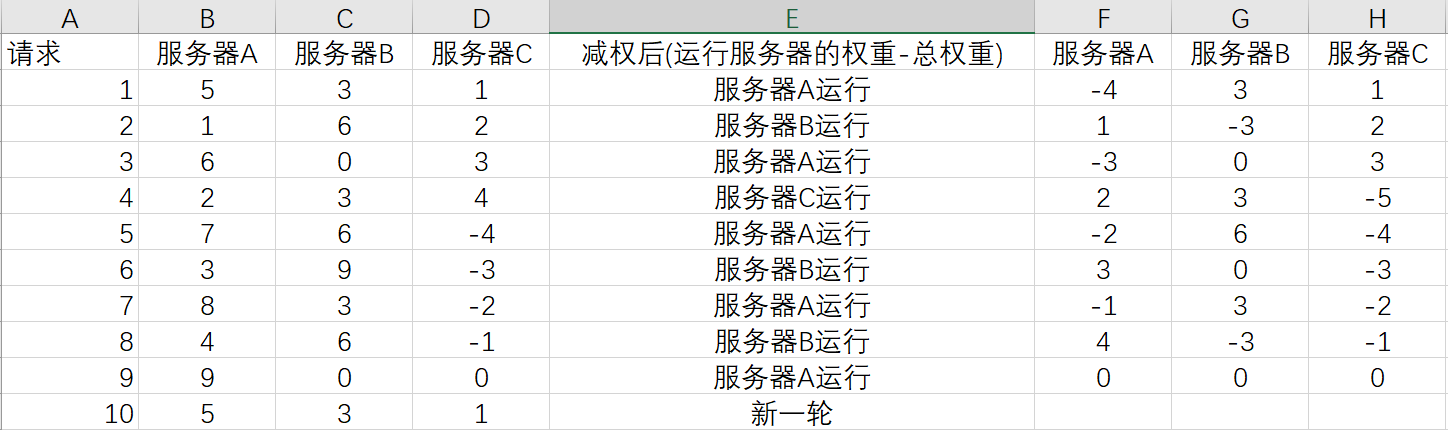 A B C D E F G H
请求 服务器A 服务器B 服务器C 减权后(运行服务器的权重-总权重) 服务器A 服务器B 服务器C
1 5 3 1 服务器A运行 -4 3 1
2 1 6 2 服务器B运行 1 -3 2
3 6 0 3 服务器A运行 -3 0 3
4 2 3 4 服务器C运行 2 3 -5
5 7 6 -4 服务器A运行 -2 6 -4
6 3 9 -3 服务器B运行 3 0 -3
7 8 3 -2 服务器A运行 -1 3 -2
8 4 6 -1 服务器B运行 4 -3 -1
9 9 0 0 服务器A运行 0 0 0
10 5 3 1 新一轮